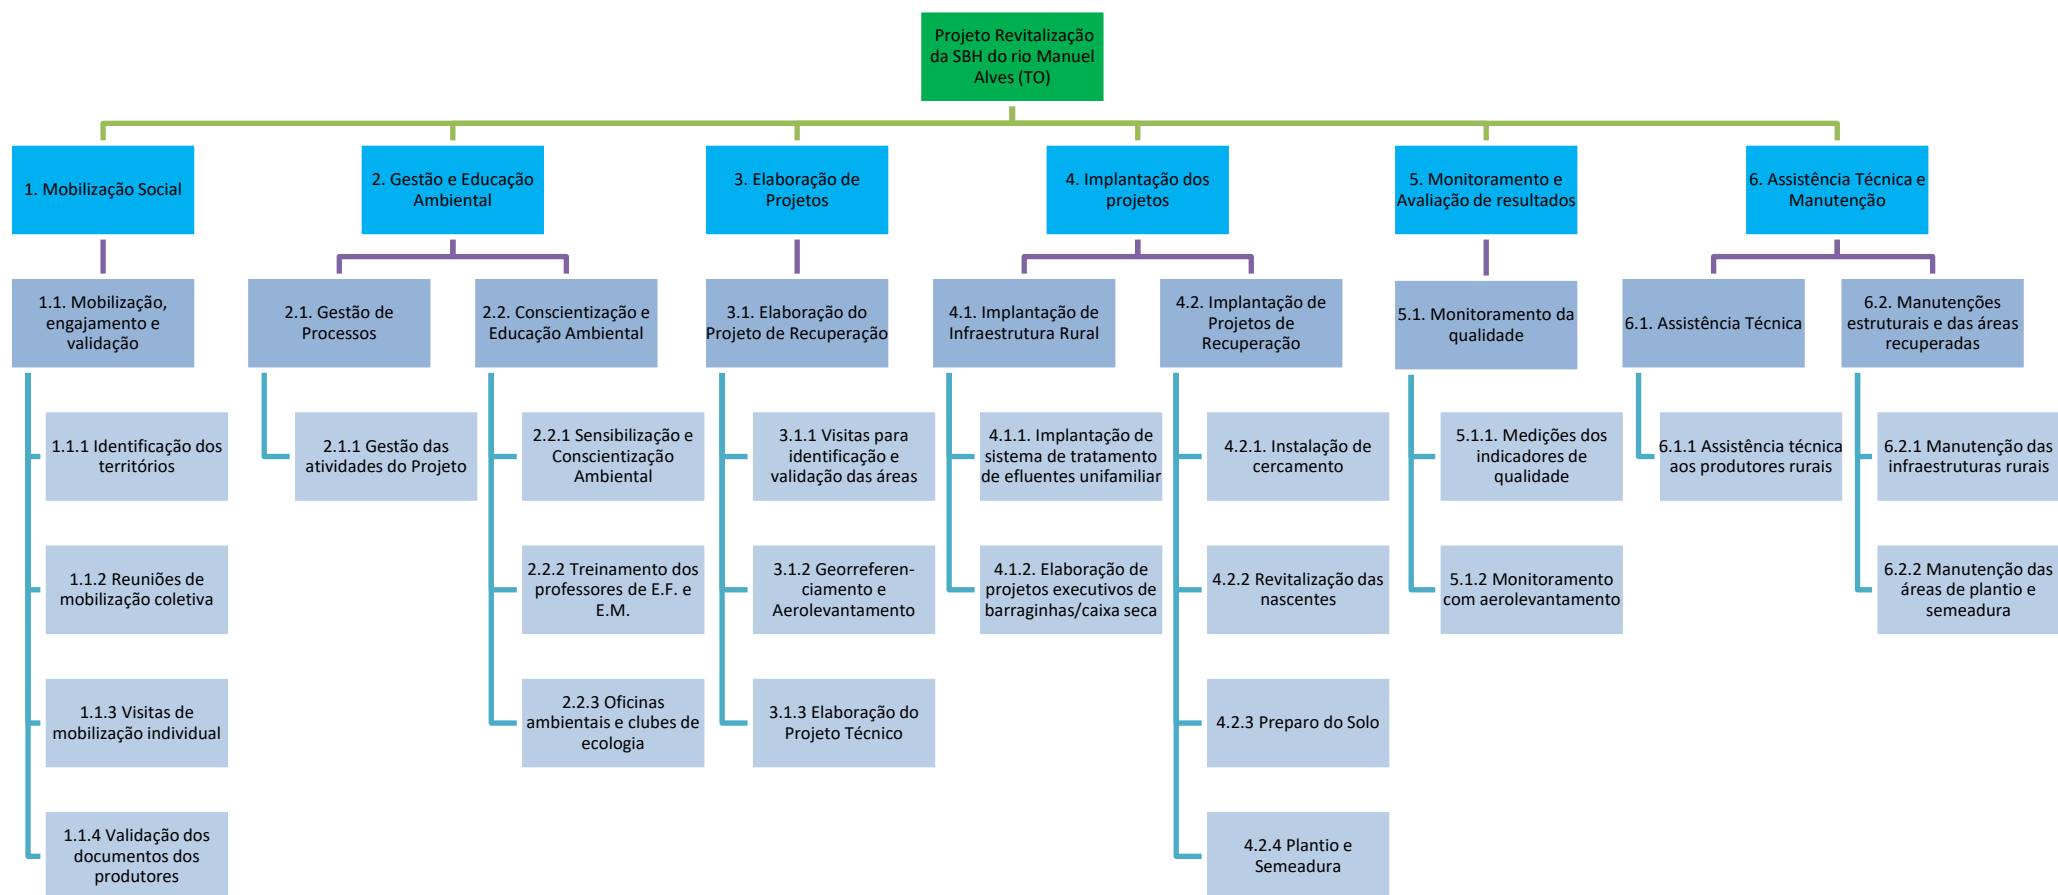 Projeto Revitalização
da SBH do rio Manuel
Alves (TO)
1. Mobilização Social
2. Gestão e Educação
Ambiental
3. Elaboração de
Projetos
4. Implantação dos
projetos
5. Monitoramento e
Avaliação de resultados
6. Assistência Técnica e
Manutenção
1.1. Mobilização,
engajamento e
validação
2.1. Gestão de
Processos
2.2. Conscientização e
Educação Ambiental
3.1. Elaboração do
Projeto de Recuperação
4.1. Implantação de
Infraestrutura Rural
4.2. Implantação de
Projetos de
Recuperação
5.1. Monitoramento da
qualidade
6.1. Assistência Técnica
6.2. Manutenções
estruturais e das áreas
recuperadas
1.1.1 Identificação dos
territórios
2.1.1 Gestão das
atividades do Projeto
2.2.1 Sensibilização e
Conscientização
Ambiental
3.1.1 Visitas para
identificação e
validação das áreas
4.1.1. Implantação de
sistema de tratamento
de efluentes unifamiliar
4.2.1. Instalação de
cercamento
5.1.1. Medições dos
indicadores de
qualidade
6.1.1 Assistência técnica
aos produtores rurais
6.2.1 Manutenção das
infraestruturas rurais
1.1.2 Reuniões de
mobilização coletiva
2.2.2 Treinamento dos
professores de E.F. e
E.M.
3.1.2 Georreferen-
ciamento e
Aerolevantamento
4.1.2. Elaboração de
projetos executivos de
barraginhas/caixa seca
4.2.2 Revitalização das
nascentes
5.1.2 Monitoramento
com aerolevantamento
6.2.2 Manutenção das
áreas de plantio e
semeadura
1.1.3 Visitas de
mobilização individual
2.2.3 Oficinas
ambientais e clubes de
ecologia
3.1.3 Elaboração do
Projeto Técnico
4.2.3 Preparo do Solo
1.1.4 Validação dos
documentos dos
produtores
4.2.4 Plantio e
Semeadura